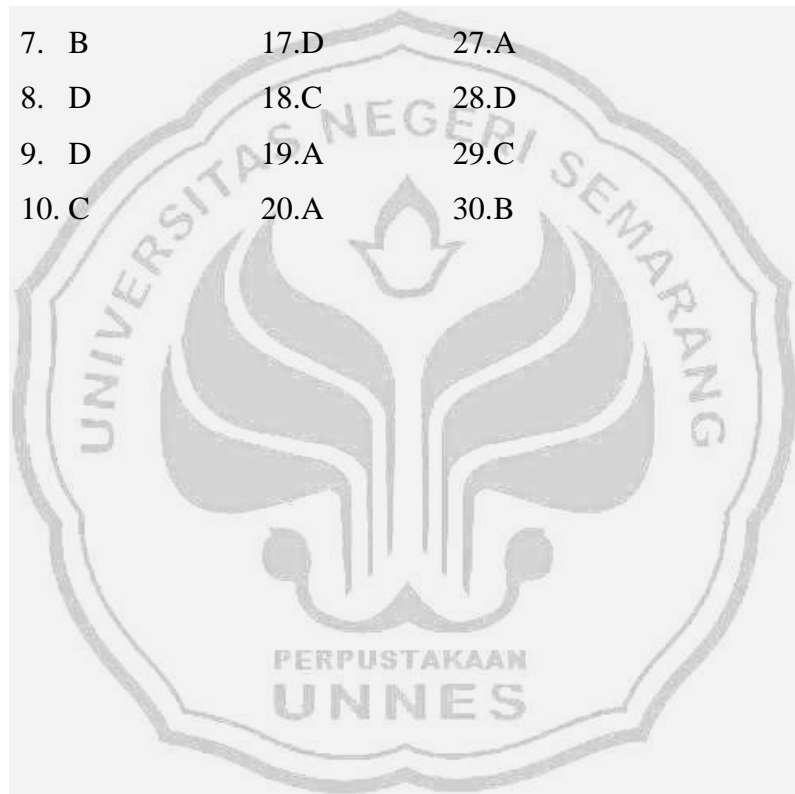 7. B 17.D 27.A
8. D 18.C 28.D
9. D 19.A 29.C
10. C 20.A 30.B
UNIVERSITAS NEGERI SEMARANG
PERPUSTAKAAN
UNNES